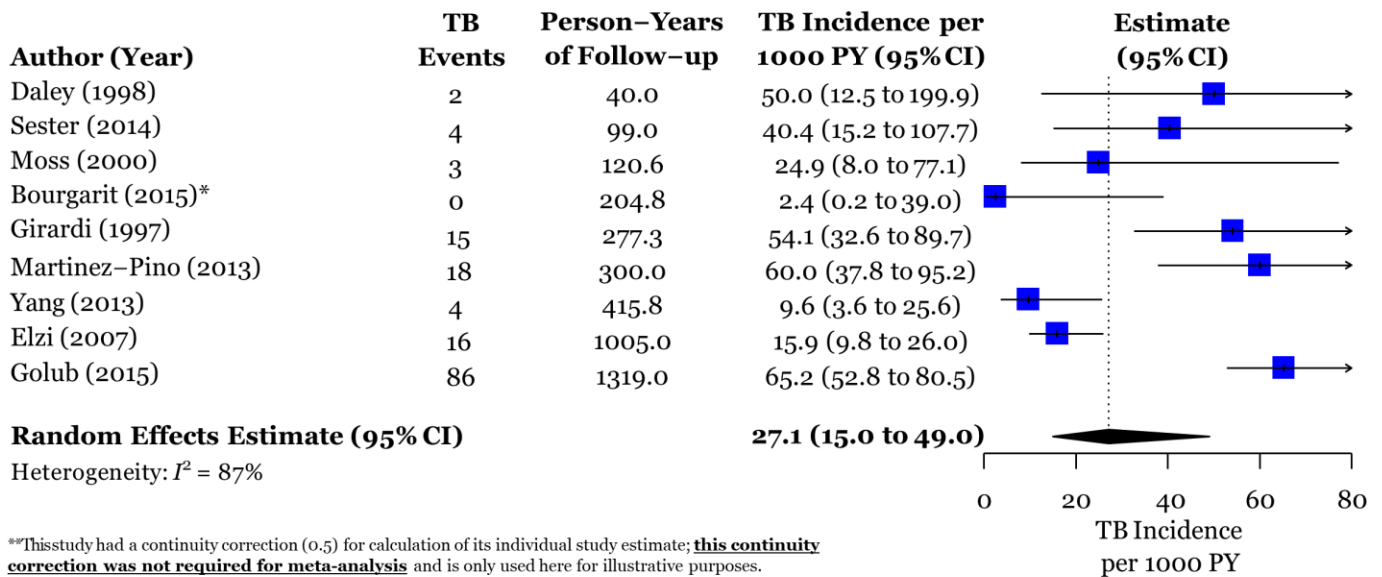 TB Person−Years TB Incidence per Estimate
Author (Year) Events of Follow−up 1000 PY (95%CI) (95%CI)
Daley (1998) 2 40.0 50.0 (12.5 to 199.9)
Sester (2014) 4 99.0 40.4 (15.2 to 107.7)
Moss (2000) 3 120.6 24.9 (8.0 to 77.1)
Bourgarit (2015)* 0 204.8 2.4 (0.2 to 39.0)
Girardi (1997) 15 277.3 54.1 (32.6 to 89.7)
Martinez−Pino (2013) 18 300.0 60.0 (37.8 to 95.2)
Yang (2013) 4 415.8 9.6 (3.6 to 25.6)
Elzi (2007) 16 1005.0 15.9 (9.8 to 26.0)
Golub (2015) 86 1319.0 65.2 (52.8 to 80.5)
Random Effects Estimate (95% CI) 27.1 (15.0 to 49.0)
Heterogeneity: I² = 87%
0 20 40 60 80
TB Incidence
per 1000 PY
**Thisstudy had a continuity correction (0.5) for calculation of its individual study estimate; this continuity
correction was not required for meta-analysis and is only used here for illustrative purposes.